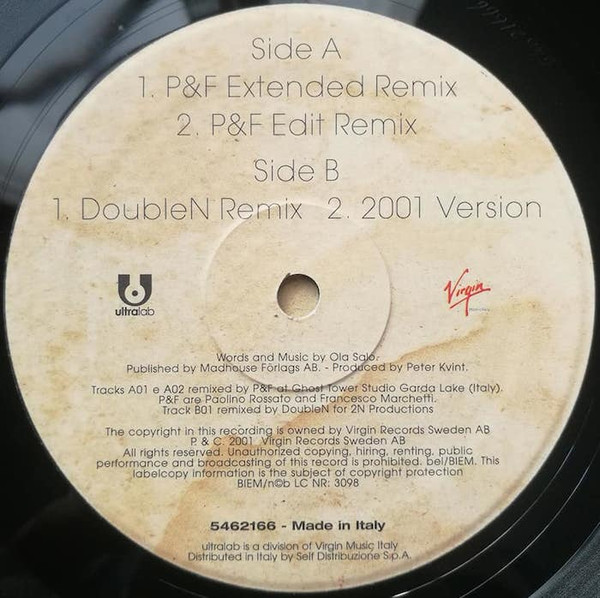 Side A
1. P&F Extended Remix
2. P&F Edit Remix
Side B
1. DoubleN Remix 2. 2001 Version
ultralab
Virgin
Words and Music by Ola Salo.
Published by Madhouse Förlags AB. - Produced by Peter Kvint.
Tracks A01 e A02 remixed by P&F at Ghost Tower Studio Garda Lake (Italy).
P&F are Paolino Rossato and Francesco Marchetti.
Track B01 remixed by DoubleN for 2N Productions
The copyright in this recording is owned by Virgin Records Sweden AB
P. & C. 2001 Virgin Records Sweden AB
All rights reserved. Unauthorized copying, hiring, renting, public
performance and broadcasting of this record is prohibited. bel/BIEM. This
labelcopy information is the subject of copyright protection
BIEM/n©b LC NR: 3098
5462166 - Made in Italy
ultralab is a division of Virgin Music Italy
Distributed in Italy by Self Distribuzione S.p.A.